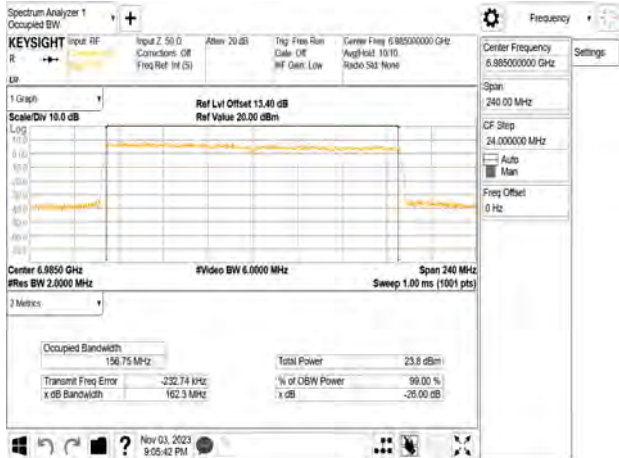 Spectrum Analyzer 1
Occupied BW
Frequency
KEYSIGHT
Input: RF
Input Z: 50 Ω
Corrections: Off
Freq Ref: Int (S)
Atten: 20 dB
Trig: Free Run
Gate: Off
#IF Gain: Low
Center Freq: 6.985000000 GHz
Avg|Hold: 10/10
Radio Std: None
R
Center Frequency
6.985000000 GHz
Settings
Span
240.00 MHz
CF Step
24.000000 MHz
Auto
Man
Freq Offset
0 Hz
1 Graph
Scale/Div 10.0 dB
Ref Lvl Offset 13.40 dB
Ref Value 20.00 dBm
Log
10.0
0.00
Center 6.9850 GHz
#Res BW 2.0000 MHz
#Video BW 6.0000 MHz
Span 240 MHz
Sweep 1.00 ms (1001 pts)
2 Metrics
Occupied Bandwidth
156.75 MHz
Total Power
23.8 dBm
Transmit Freq Error
-232.74 kHz
% of OBW Power
99.00 %
x dB Bandwidth
162.3 MHz
x dB
-26.00 dB
Nov 03, 2023
9:05:42 PM